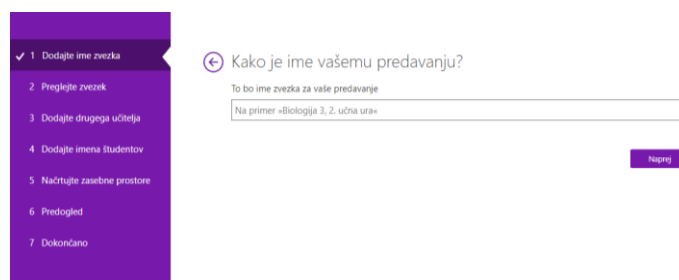 1 Dodajte ime zvezka
2 Preglejte zvezek
3 Dodajte drugega učitelja
4 Dodajte imena študentov
5 Načrtujte zasebne prostore
6 Predogled
7 Dokončano
Kako je ime vašemu predavanju?
To bo ime zvezka za vaše predavanje
Na primer »Biologija 3, 2. učna ura«
Naprej